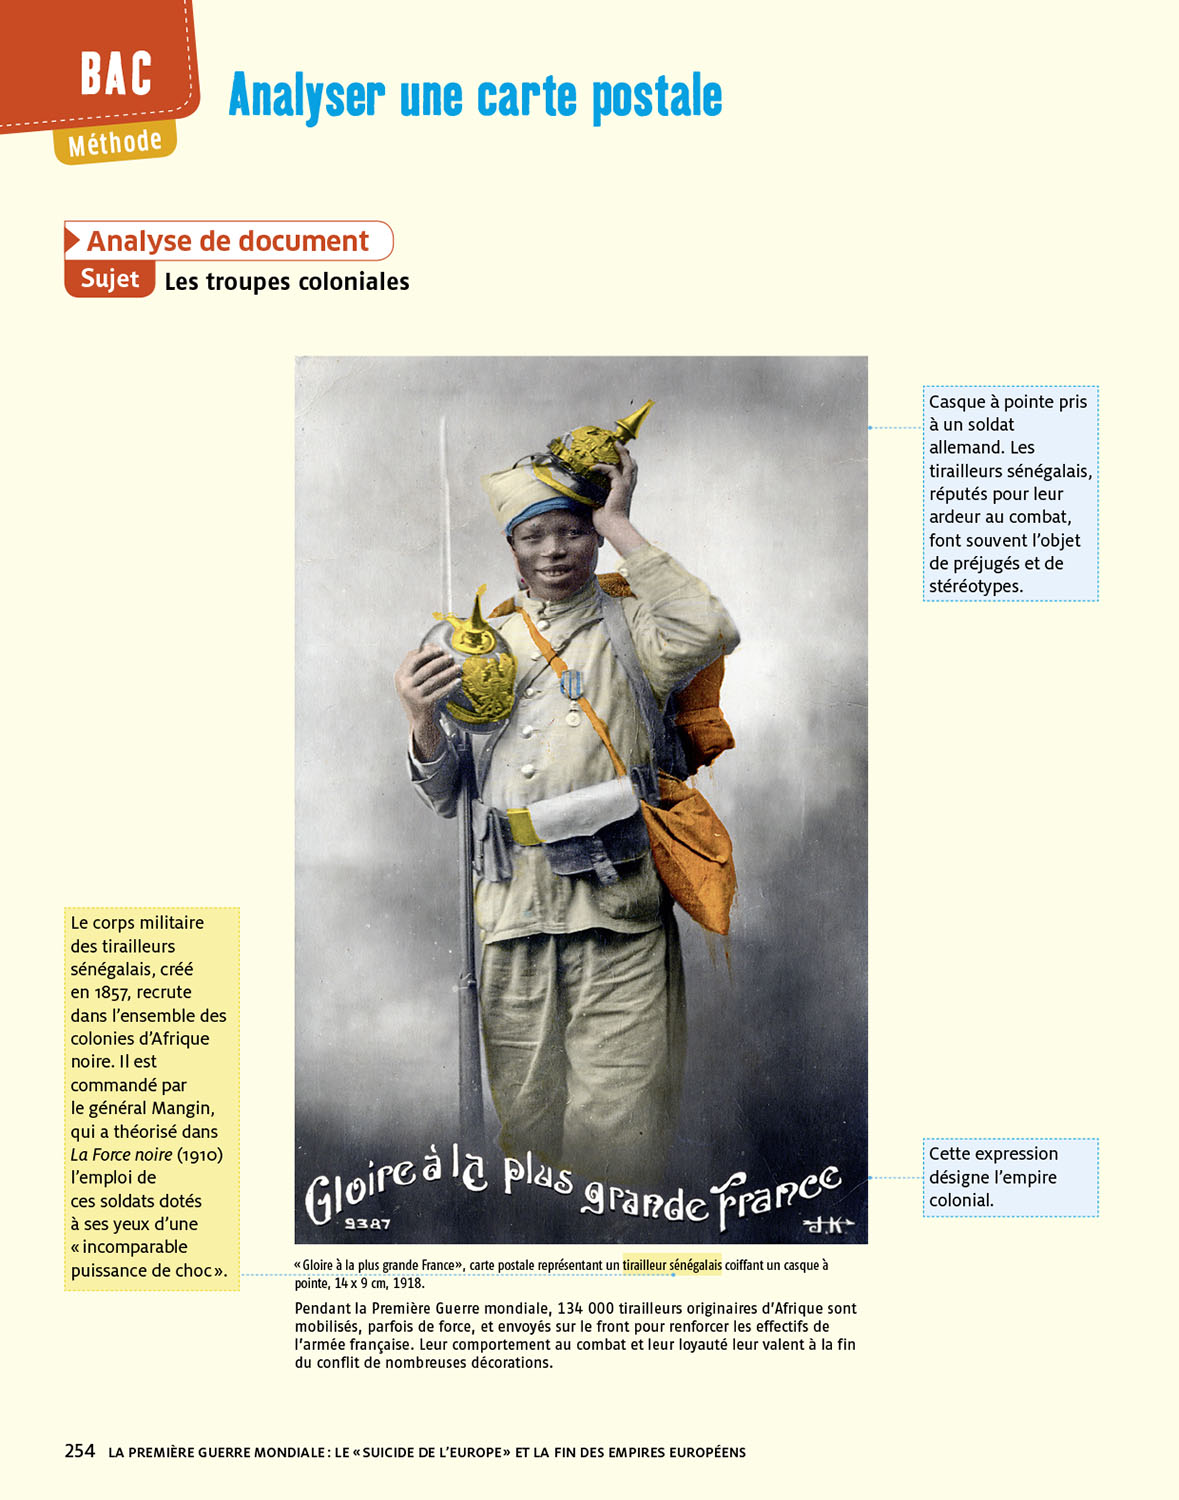 BAC
Méthode
Analyser une carte postale
Analyse de document
Sujet Les troupes coloniales
Casque à pointe pris
à un soldat
allemand. Les
tirailleurs sénégalais,
réputés pour leur
ardeur au combat,
font souvent l'objet
de préjugés et de
stéréotypes.
Le corps militaire
des tirailleurs
sénégalais, créé
en 1857, recrute
dans l'ensemble des
colonies d'Afrique
noire. Il est
commandé par
le général Mangin,
qui a théorisé dans
La Force noire (1910)
l'emploi de
ces soldats dotés
à ses yeux d'une
« incomparable
puissance de choc ».
Gloire à la plus grande France
9387
JK
Cette expression
désigne l'empire
colonial.
« Gloire à la plus grande France», carte postale représentant un tirailleur sénégalais coiffant un casque à
pointe, 14 x 9 cm, 1918.
Pendant la Première Guerre mondiale, 134 000 tirailleurs originaires d'Afrique sont
mobilisés, parfois de force, et envoyés sur le front pour renforcer les effectifs de
l'armée française. Leur comportement au combat et leur loyauté leur valent à la fin
du conflit de nombreuses décorations.
254 LA PREMIÈRE GUERRE MONDIALE : LE « SUICIDE DE L'EUROPE » ET LA FIN DES EMPIRES EUROPÉENS